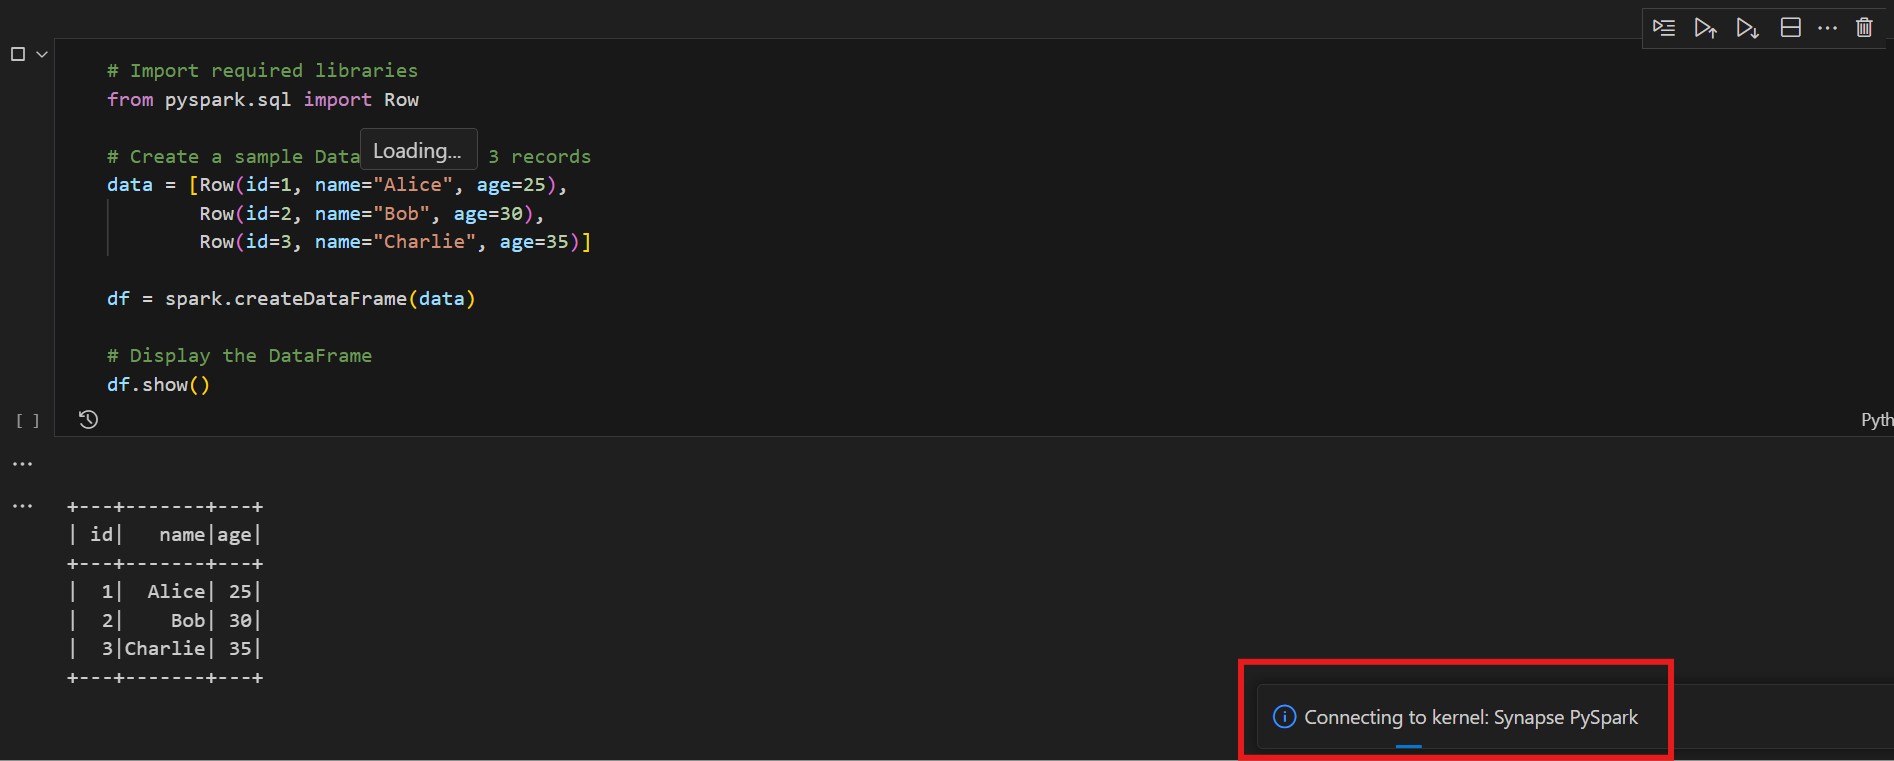 # Import required libraries
from pyspark.sql import Row
# Create a sample Data
Loading...
3 records
data = [Row(id=1, name="Alice", age=25),
Row(id=2, name="Bob", age=30),
Row(id=3, name="Charlie", age=35)]
df = spark.createDataFrame(data)
# Display the DataFrame
df.show()
[ ]
Pyth
+---+-------+---+
| id|   name|age|
+---+-------+---+
|  1|  Alice| 25|
|  2|    Bob| 30|
|  3|Charlie| 35|
+---+-------+---+
Connecting to kernel: Synapse PySpark